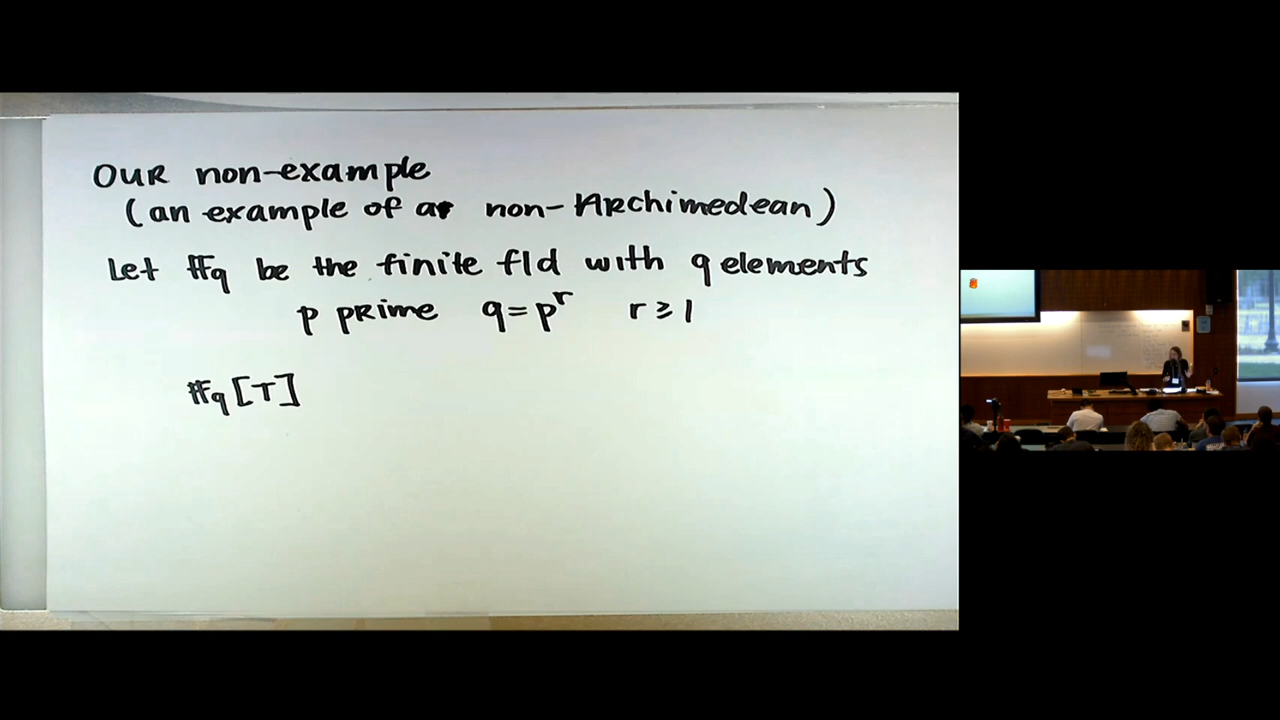 OUR non-example
(an example of a non-Archimedean)
Let 𝔽q be the finite fld with q elements
p prime q=p^r r ≥ 1
𝔽q[T]